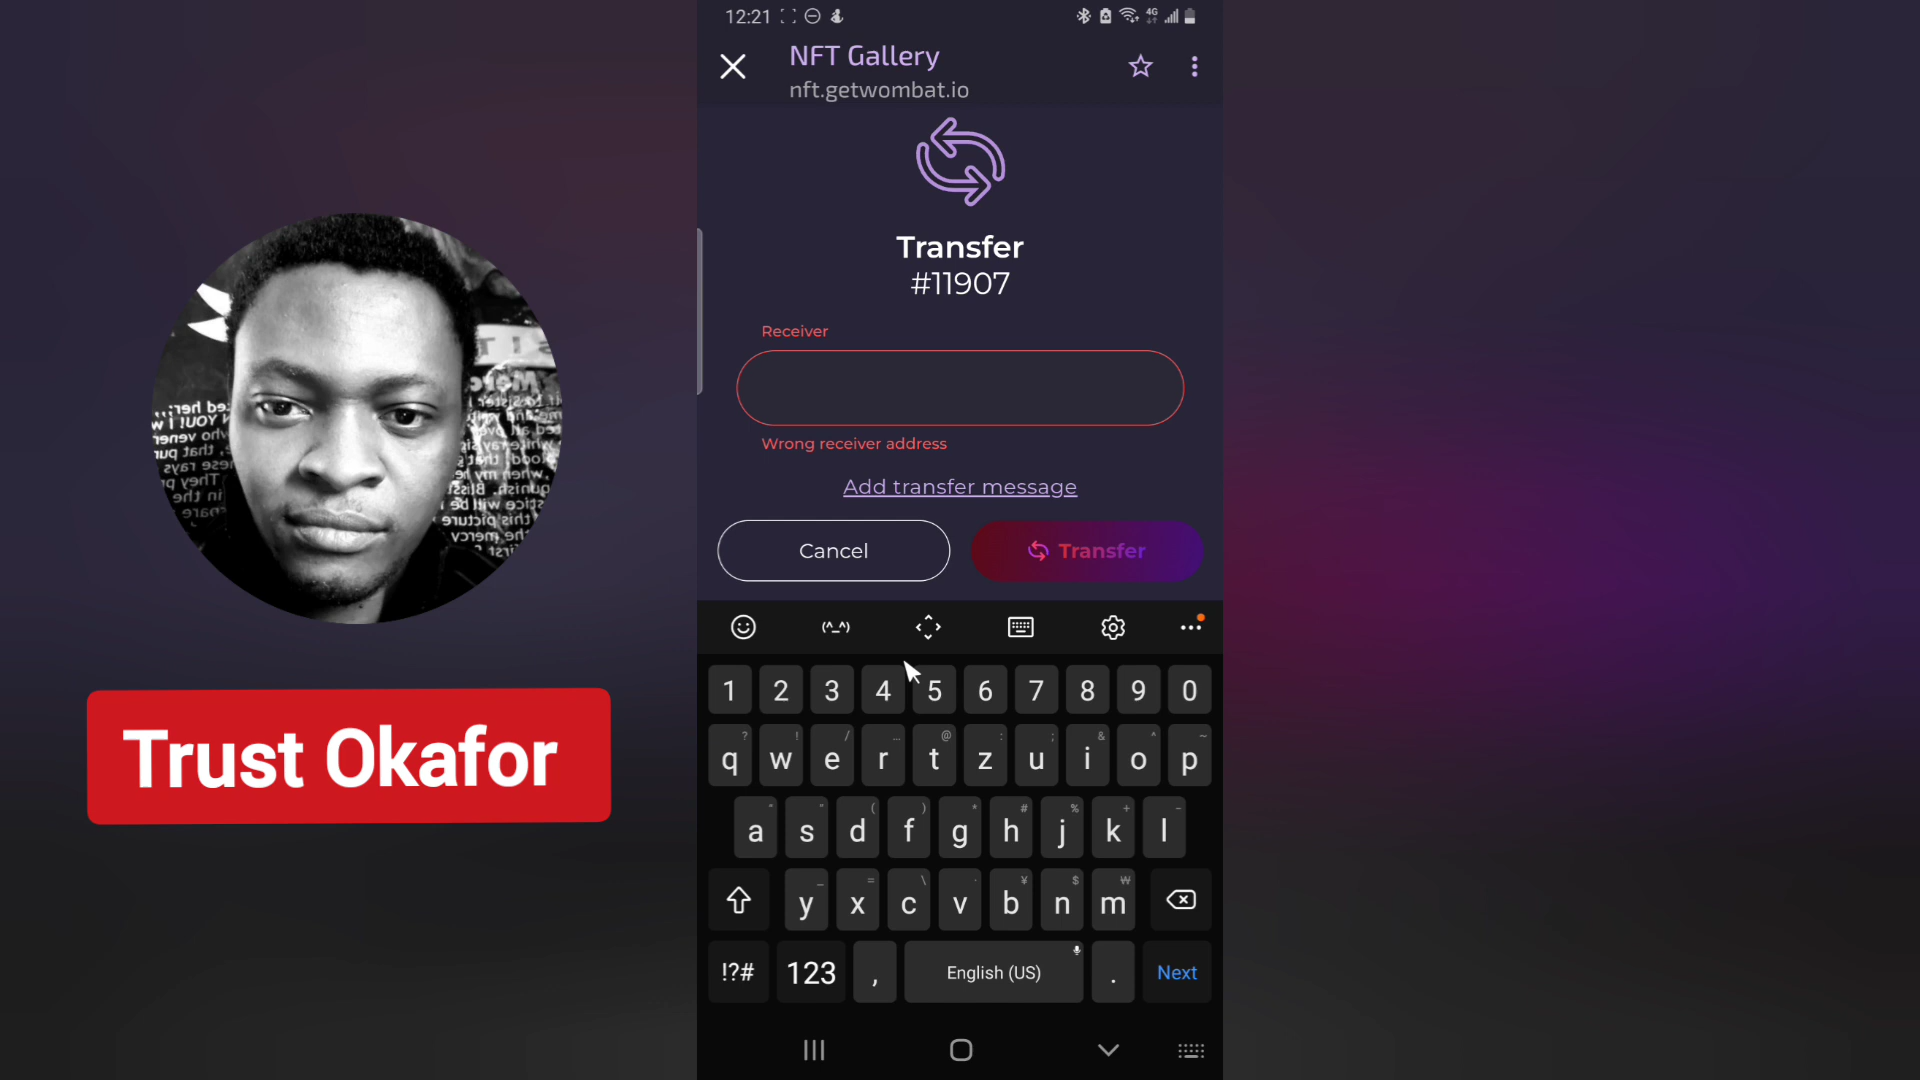 12:21
4G
NFT Gallery
nft.getwombat.io
Transfer
#11907
Receiver
Wrong receiver address
Add transfer message
Cancel
Transfer
(^_^)
1 2 3 4 5 6 7 8 9 0
q w e r t z u i o p
a s d f g h j k l
y x c v b n m
!?# 123 , English (US) . Next
Trust Okafor